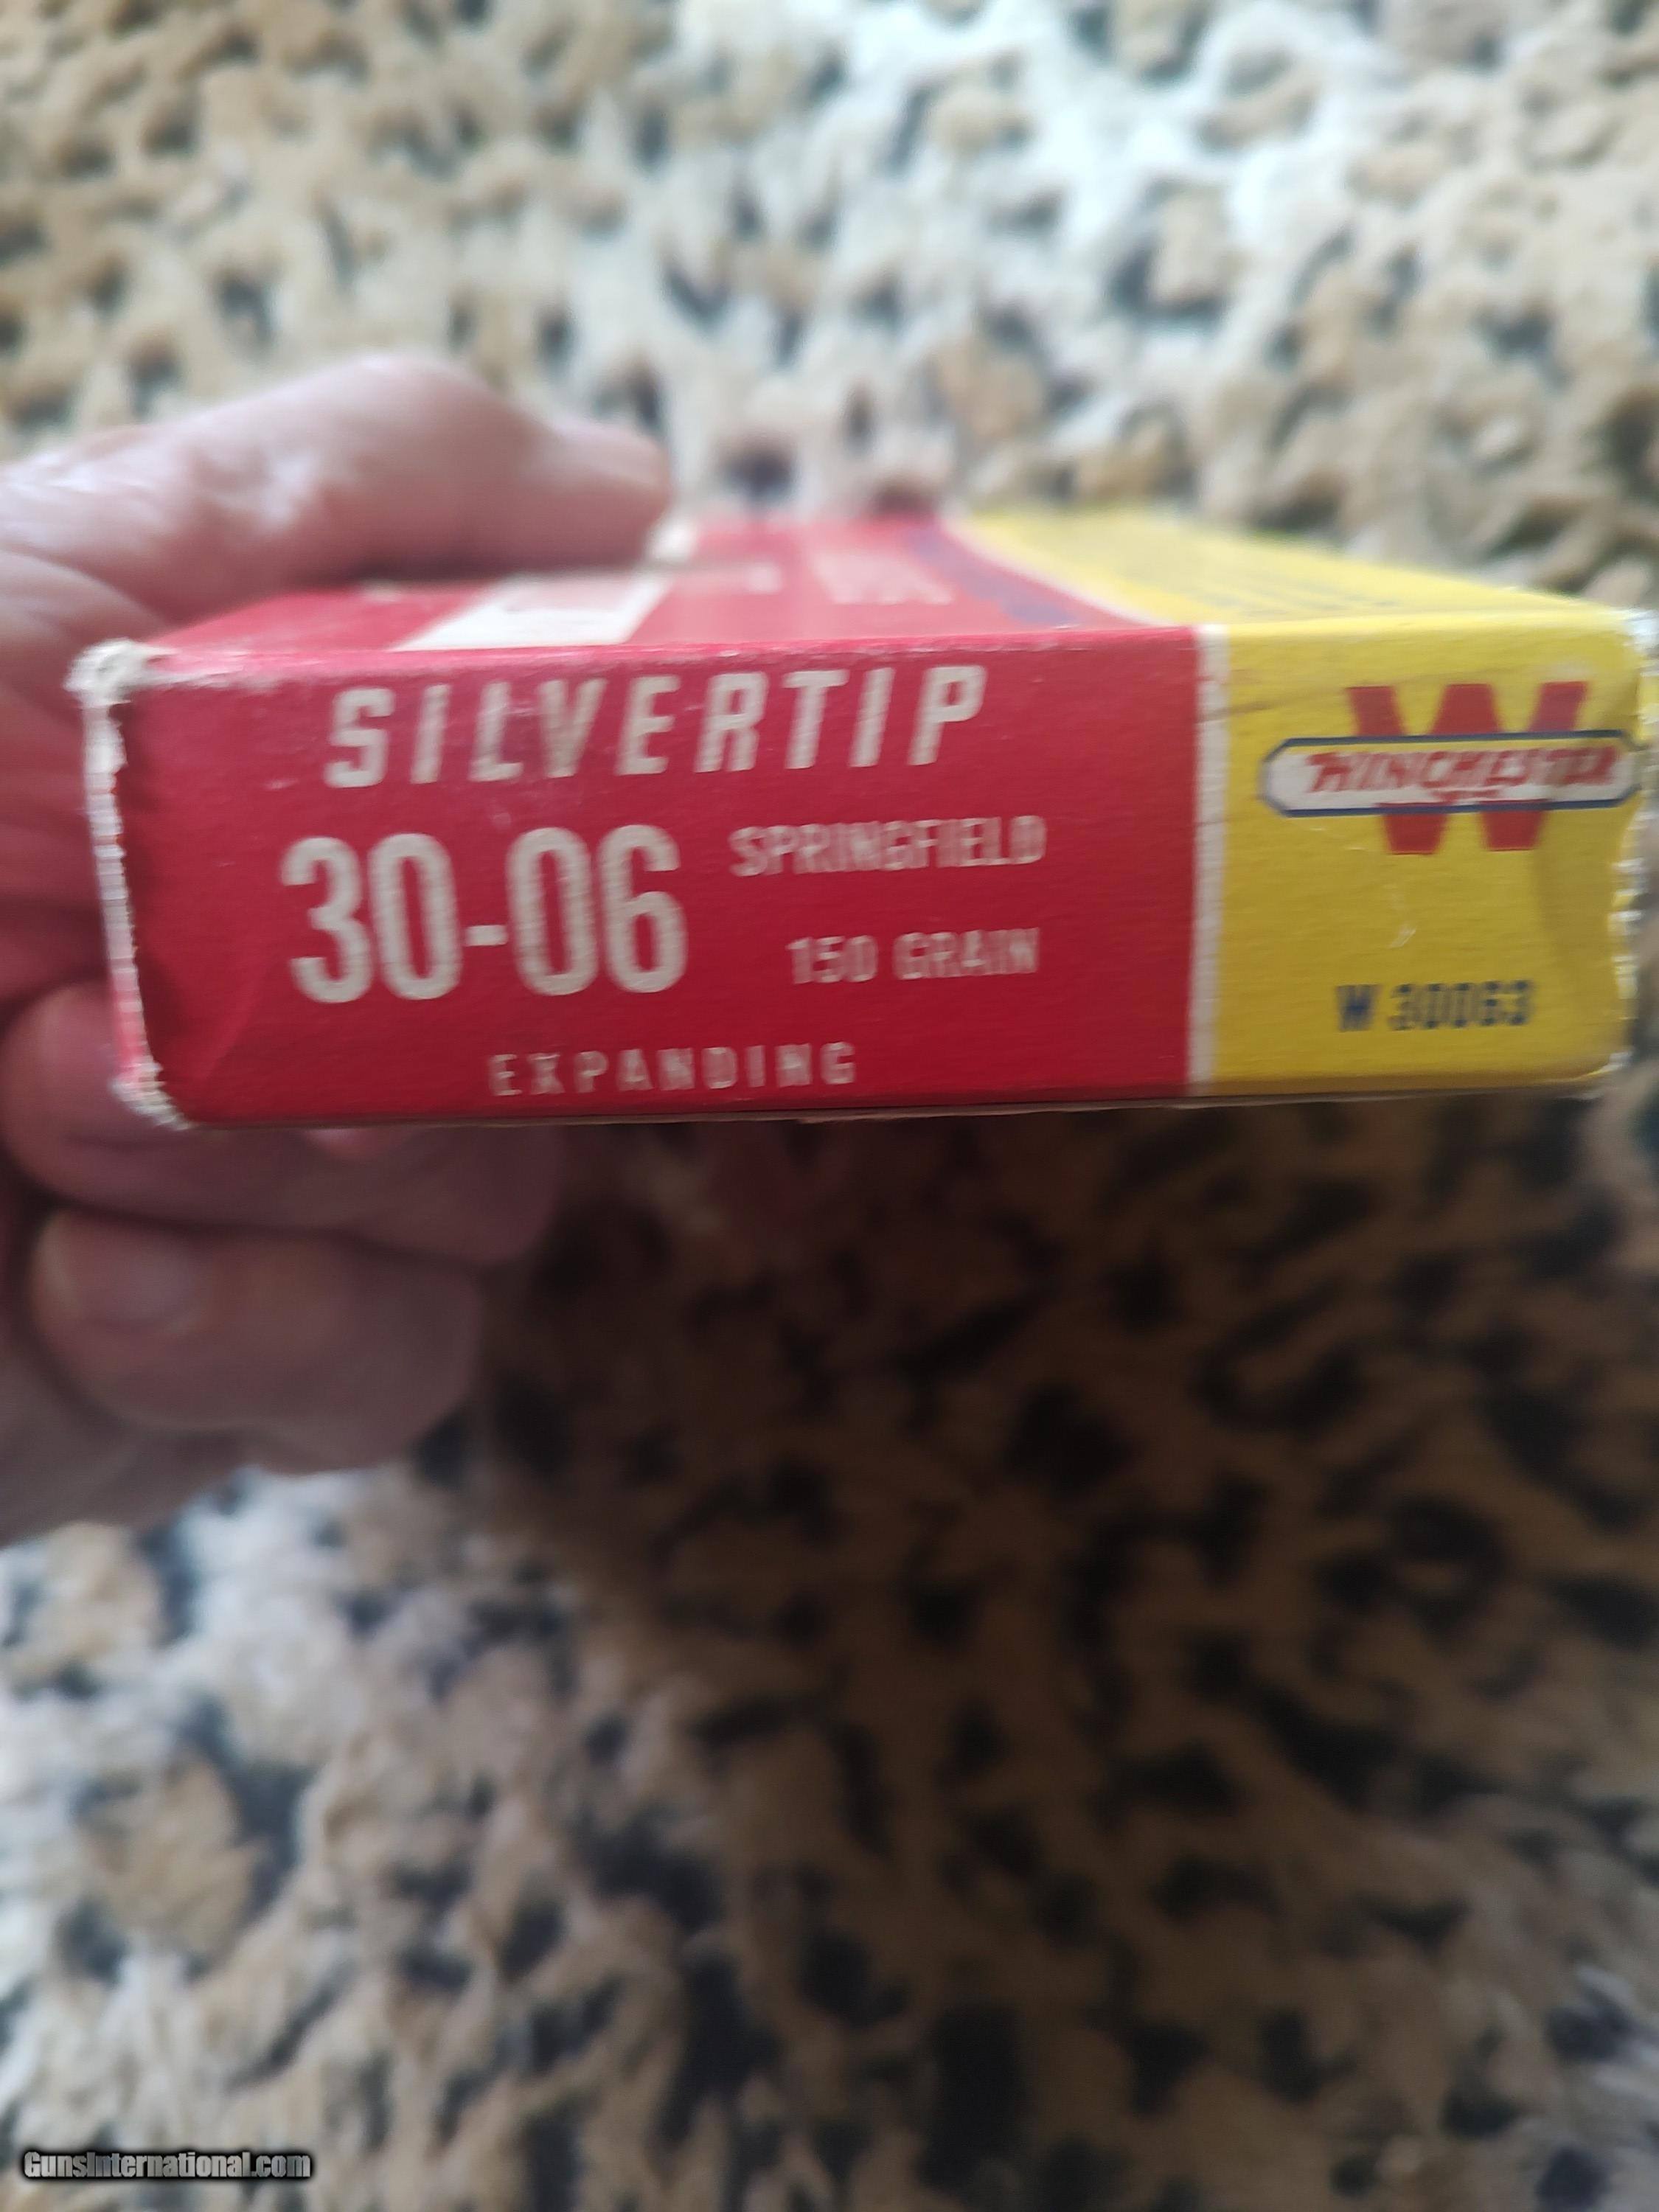 SILVERTIP
30-06 SPRINGFIELD
150 GRAIN
EXPANDING
W
WINCHESTER
W 30063
GunsInternational.com